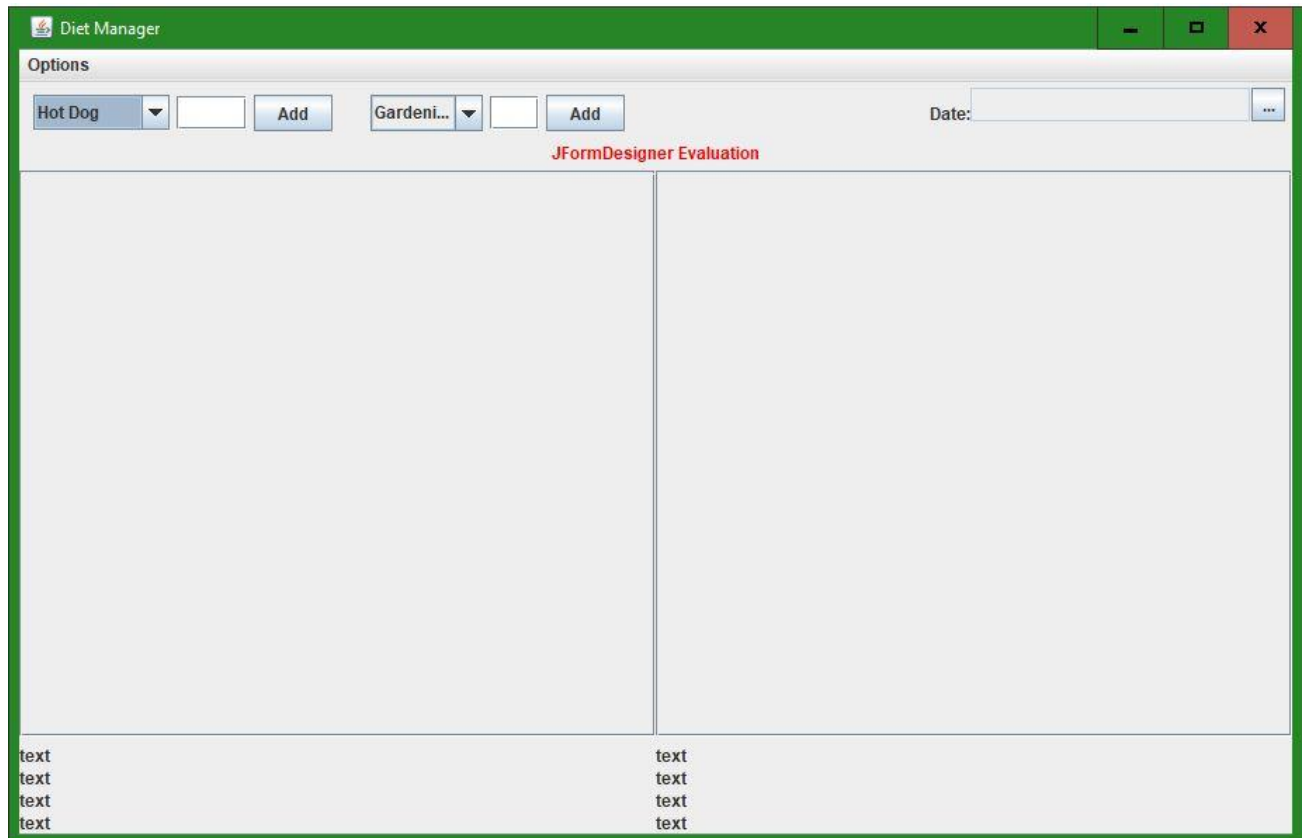 Diet Manager
Options
Hot Dog Add Gardeni... Add Date: ...
JFormDesigner Evaluation
text text
text text
text text
text text